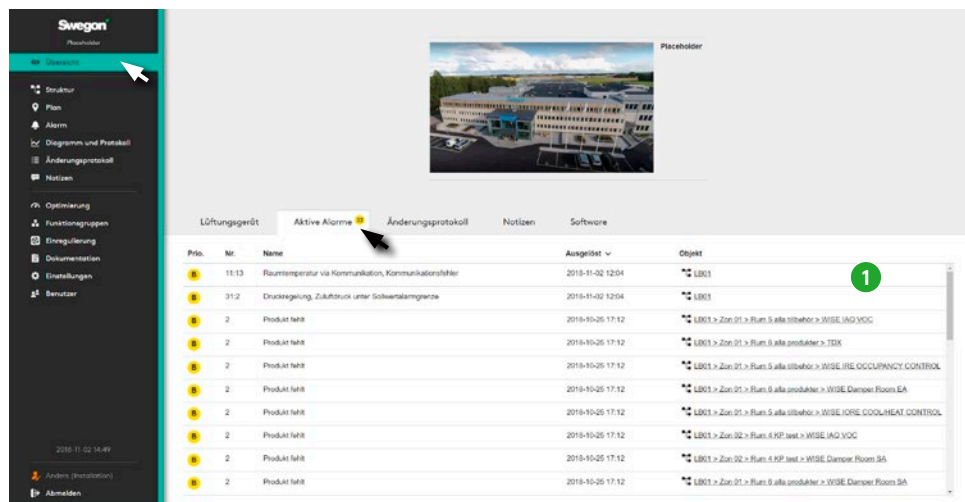 Swegon
Placeholder
Übersicht
Struktur
Plan
Alarm
Diagramm und Protokoll
Änderungsprotokoll
Notizen
Optimierung
Funktionsgruppen
Einregulierung
Dokumentation
Einstellungen
Benutzer
2018-11-02 14:49
Anders (Installation)
Abmelden
Placeholder
Lüftungsgerät Aktive Alarme Änderungsprotokoll Notizen Software
Prio. Nr. Name Ausgelöst Objekt
B 11:13 Raumtemperatur via Kommunikation, Kommunikationsfehler 2018-11-02 12:04 LB01
1
B 31:2 Druckregelung, Zuluftdruck unter Sollwertalarmgrenze 2018-11-02 12:04 LB01
B 2 Produkt fehlt 2018-10-25 17:12 LB01 > Zon 01 > Rum 5 alla tillbehör > WISE IAQ VOC
B 2 Produkt fehlt 2018-10-25 17:12 LB01 > Zon 01 > Rum 6 alla produkter > TDX
B 2 Produkt fehlt 2018-10-25 17:12 LB01 > Zon 01 > Rum 5 alla tillbehör > WISE IRE OCCUPANCY CONTROL
B 2 Produkt fehlt 2018-10-25 17:12 LB01 > Zon 01 > Rum 6 alla produkter > WISE Damper Room EA
B 2 Produkt fehlt 2018-10-25 17:12 LB01 > Zon 01 > Rum 5 alla tillbehör > WISE IORE COOL/HEAT CONTROL
B 2 Produkt fehlt 2018-10-25 17:12 LB01 > Zon 02 > Rum 4 KP test > WISE IAQ VOC
B 2 Produkt fehlt 2018-10-25 17:12 LB01 > Zon 02 > Rum 4 KP test > WISE Damper Room SA
B 2 Produkt fehlt 2018-10-25 17:12 LB01 > Zon 01 > Rum 6 alla produkter > WISE Damper Room SA